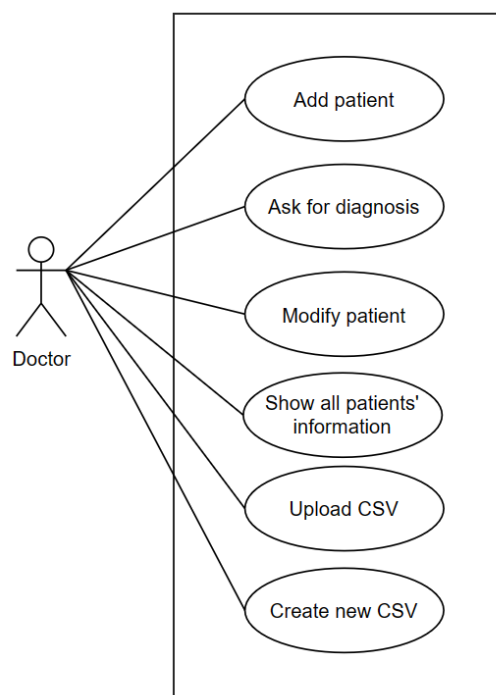 Add patient
Ask for diagnosis
Modify patient
Doctor
Show all patients'
information
Upload CSV
Create new CSV